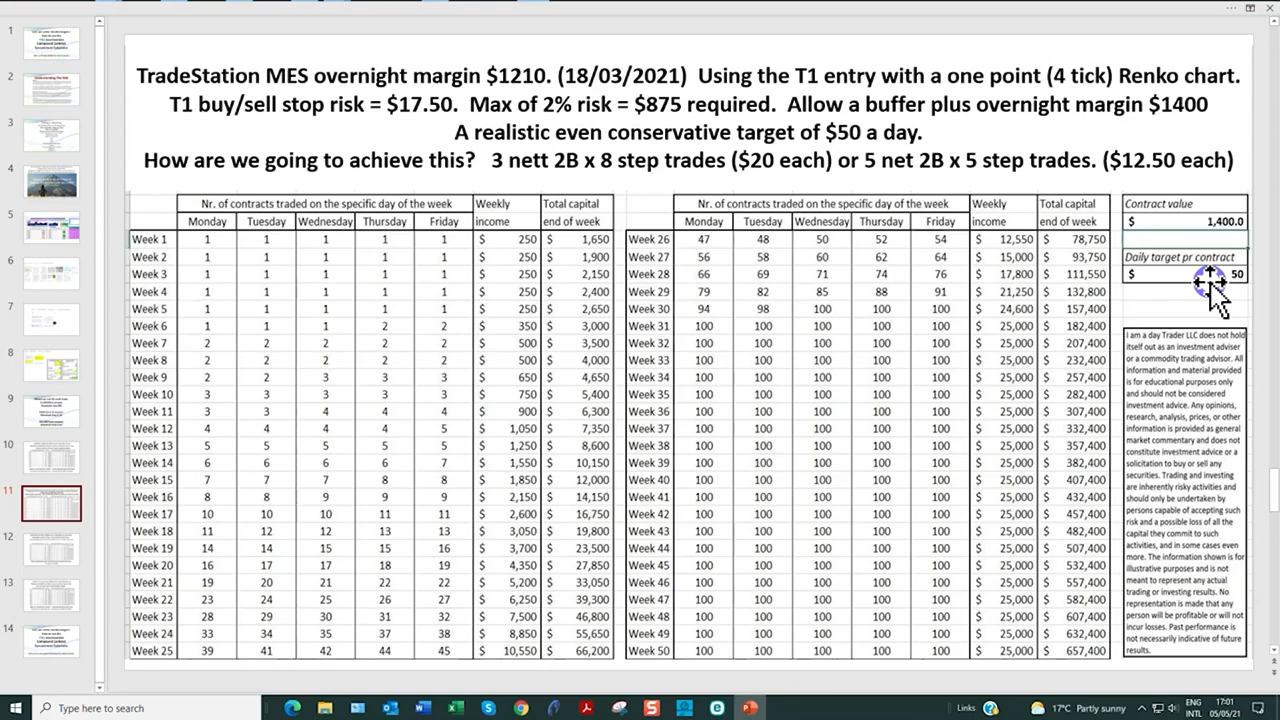 TradeStation MES overnight margin $1210. (18/03/2021) Using the T1 entry with a one point (4 tick) Renko chart.
T1 buy/sell stop risk = $17.50. Max of 2% risk = $875 required. Allow a buffer plus overnight margin $1400
A realistic even conservative target of $50 a day.
How are we going to achieve this? 3 nett 2B x 8 step trades ($20 each) or 5 net 2B x 5 step trades. ($12.50 each)
Nr. of contracts traded on the specific day of the week Weekly Total capital
Monday Tuesday Wednesday Thursday Friday income end of week
Week 1 1 1 1 1 1 $ 250 $ 1,650
Week 2 1 1 1 1 1 $ 250 $ 1,900
Week 3 1 1 1 1 1 $ 250 $ 2,150
Week 4 1 1 1 1 1 $ 250 $ 2,400
Week 5 1 1 1 1 1 $ 250 $ 2,650
Week 6 1 1 1 2 2 $ 350 $ 3,000
Week 7 2 2 2 2 2 $ 500 $ 3,500
Week 8 2 2 2 2 2 $ 500 $ 4,000
Week 9 2 2 3 3 3 $ 650 $ 4,650
Week 10 3 3 3 3 3 $ 750 $ 5,400
Week 11 3 3 4 4 4 $ 900 $ 6,300
Week 12 4 4 4 4 5 $ 1,050 $ 7,350
Week 13 5 5 5 5 5 $ 1,250 $ 8,600
Week 14 6 6 6 6 7 $ 1,550 $ 10,150
Week 15 7 7 7 8 8 $ 1,850 $ 12,000
Week 16 8 8 9 9 9 $ 2,150 $ 14,150
Week 17 10 10 10 11 11 $ 2,600 $ 16,750
Week 18 11 12 12 13 13 $ 3,050 $ 19,800
Week 19 14 14 15 15 16 $ 3,700 $ 23,500
Week 20 16 17 17 18 19 $ 4,350 $ 27,850
Week 21 19 20 21 22 22 $ 5,200 $ 33,050
Week 22 23 24 25 26 27 $ 6,250 $ 39,300
Week 23 28 29 30 31 32 $ 7,500 $ 46,800
Week 24 33 34 35 37 38 $ 8,850 $ 55,650
Week 25 39 41 42 44 45 $ 10,550 $ 66,200
Nr. of contracts traded on the specific day of the week Weekly Total capital
Monday Tuesday Wednesday Thursday Friday income end of week
Week 26 47 48 50 52 54 $ 12,550 $ 78,750
Week 27 56 58 60 62 64 $ 15,000 $ 93,750
Week 28 66 69 71 74 76 $ 17,800 $ 111,550
Week 29 79 82 85 88 91 $ 21,250 $ 132,800
Week 30 94 98 100 100 100 $ 24,600 $ 157,400
Week 31 100 100 100 100 100 $ 25,000 $ 182,400
Week 32 100 100 100 100 100 $ 25,000 $ 207,400
Week 33 100 100 100 100 100 $ 25,000 $ 232,400
Week 34 100 100 100 100 100 $ 25,000 $ 257,400
Week 35 100 100 100 100 100 $ 25,000 $ 282,400
Week 36 100 100 100 100 100 $ 25,000 $ 307,400
Week 37 100 100 100 100 100 $ 25,000 $ 332,400
Week 38 100 100 100 100 100 $ 25,000 $ 357,400
Week 39 100 100 100 100 100 $ 25,000 $ 382,400
Week 40 100 100 100 100 100 $ 25,000 $ 407,400
Week 41 100 100 100 100 100 $ 25,000 $ 432,400
Week 42 100 100 100 100 100 $ 25,000 $ 457,400
Week 43 100 100 100 100 100 $ 25,000 $ 482,400
Week 44 100 100 100 100 100 $ 25,000 $ 507,400
Week 45 100 100 100 100 100 $ 25,000 $ 532,400
Week 46 100 100 100 100 100 $ 25,000 $ 557,400
Week 47 100 100 100 100 100 $ 25,000 $ 582,400
Week 48 100 100 100 100 100 $ 25,000 $ 607,400
Week 49 100 100 100 100 100 $ 25,000 $ 632,400
Week 50 100 100 100 100 100 $ 25,000 $ 657,400
Contract value
$ 1,400.0
Daily target pr contract
$ 50
I am a day Trader LLC does not hold
itself out as an investment adviser
or a commodity trading advisor. All
information and material provided
is for educational purposes only
and should not be considered
investment advice. Any opinions,
research, analysis, prices, or other
information is provided as general
market commentary and does not
constitute investment advice or a
solicitation to buy or sell any
securities. Trading and investing
are inherently risky activities and
should only be undertaken by
persons capable of accepting such
risk and a possible loss of all the
capital they commit to such
activities, and in some cases even
more. The information shown is for
illustrative purposes and is not
meant to represent any actual
trading or investing results. No
representation is made that any
person will be profitable or will not
incur losses. Past performance is
not necessarily indicative of future
results.
1
2
3
4
5
6
7
8
9
10
11
12
13
14
Type here to search
Links
17°C Partly sunny
ENG
INTL
17:01
05/05/21